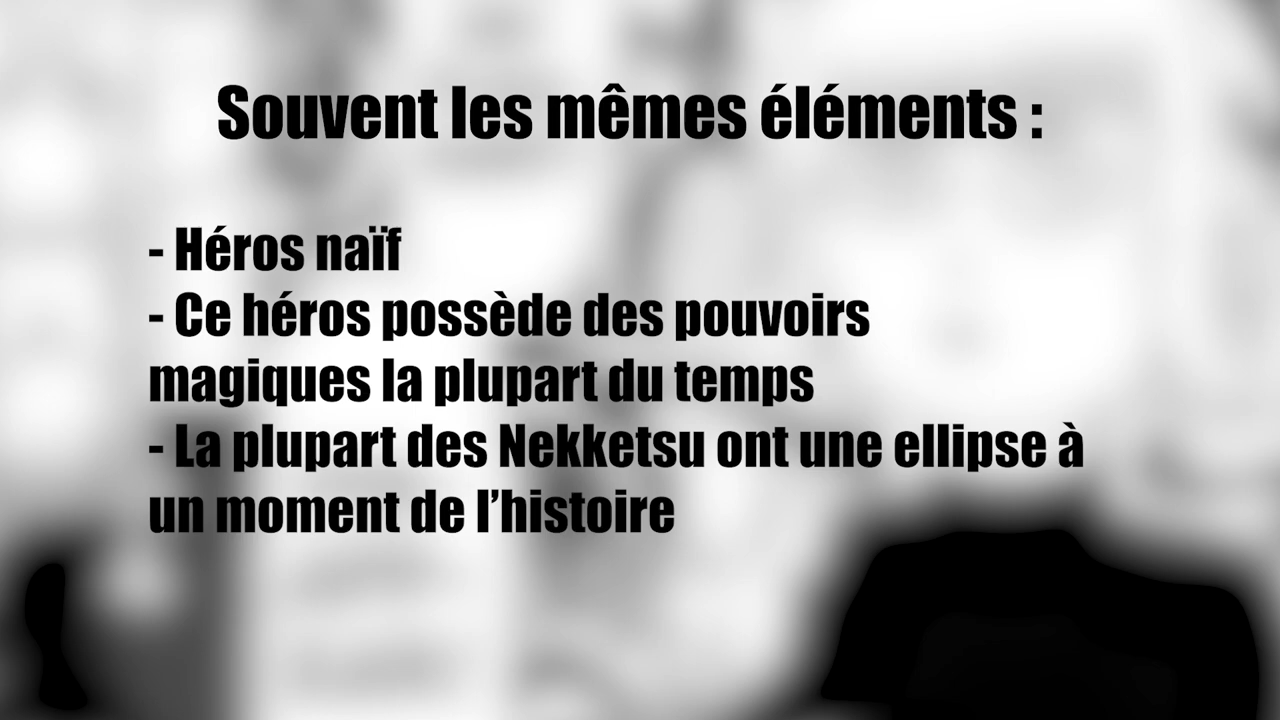 Souvent les mêmes éléments :
- Héros naïf
- Ce héros possède des pouvoirs
magiques la plupart du temps
- La plupart des Nekketsu ont une ellipse à
un moment de l’histoire